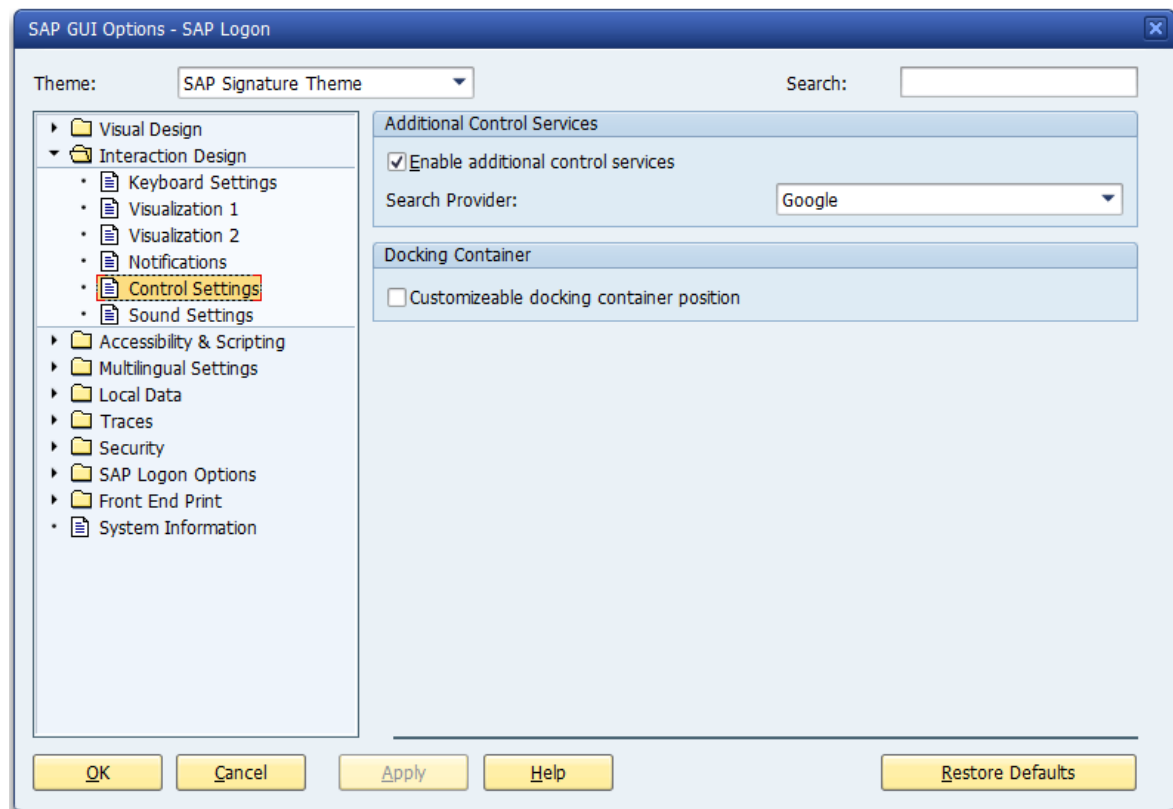 SAP GUI Options - SAP Logon
Theme: SAP Signature Theme Search:
Visual Design
Interaction Design
Keyboard Settings
Visualization 1
Visualization 2
Notifications
Control Settings
Sound Settings
Accessibility & Scripting
Multilingual Settings
Local Data
Traces
Security
SAP Logon Options
Front End Print
System Information
Additional Control Services
Enable additional control services
Search Provider: Google
Docking Container
Customizeable docking container position
OK Cancel Apply Help Restore Defaults